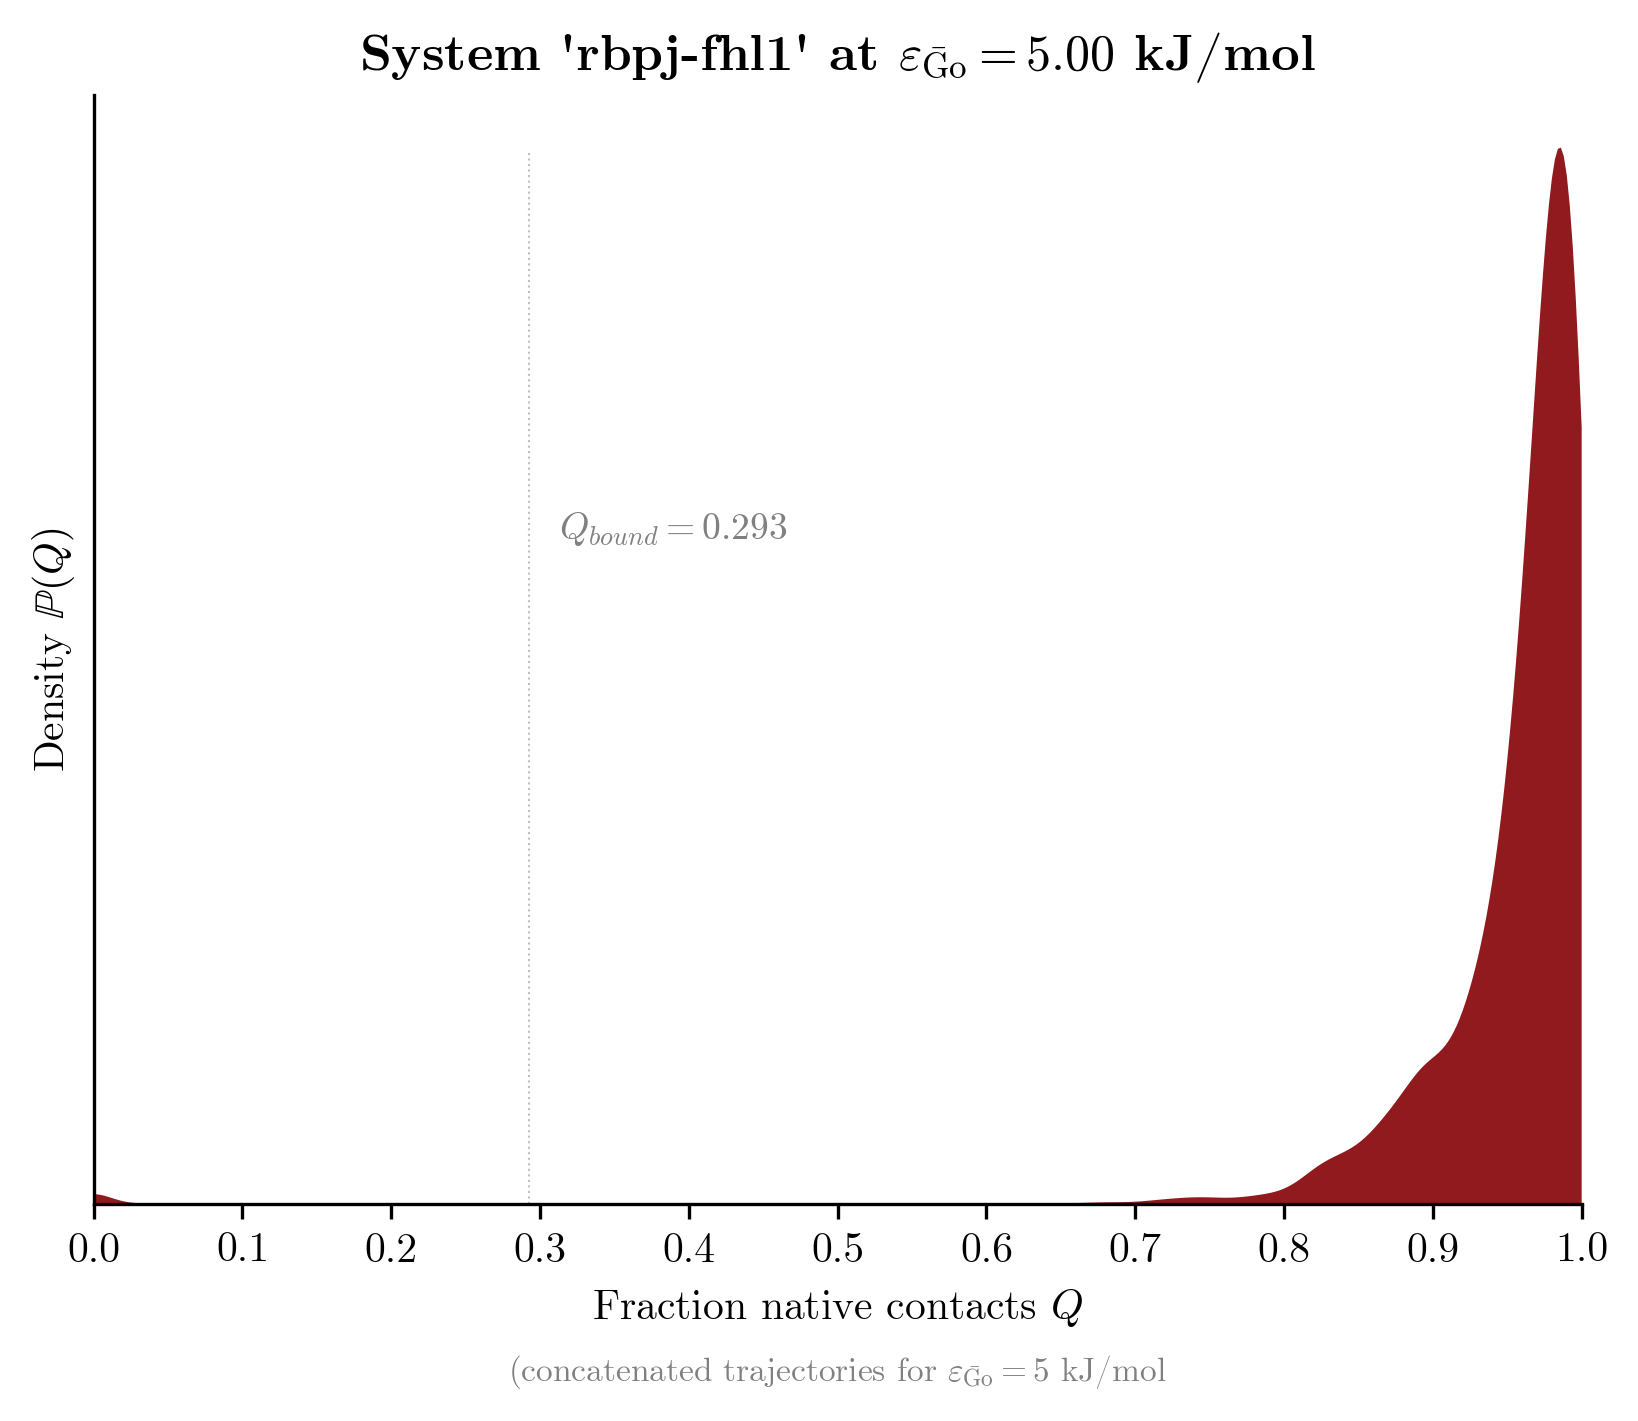 System 'rbpj-fhl1' at ε_Ḡo = 5.00 kJ/mol
Density ℙ(Q)
Q_bound = 0.293
0.0 0.1 0.2 0.3 0.4 0.5 0.6 0.7 0.8 0.9 1.0
Fraction native contacts Q
(concatenated trajectories for ε_Ḡo = 5 kJ/mol